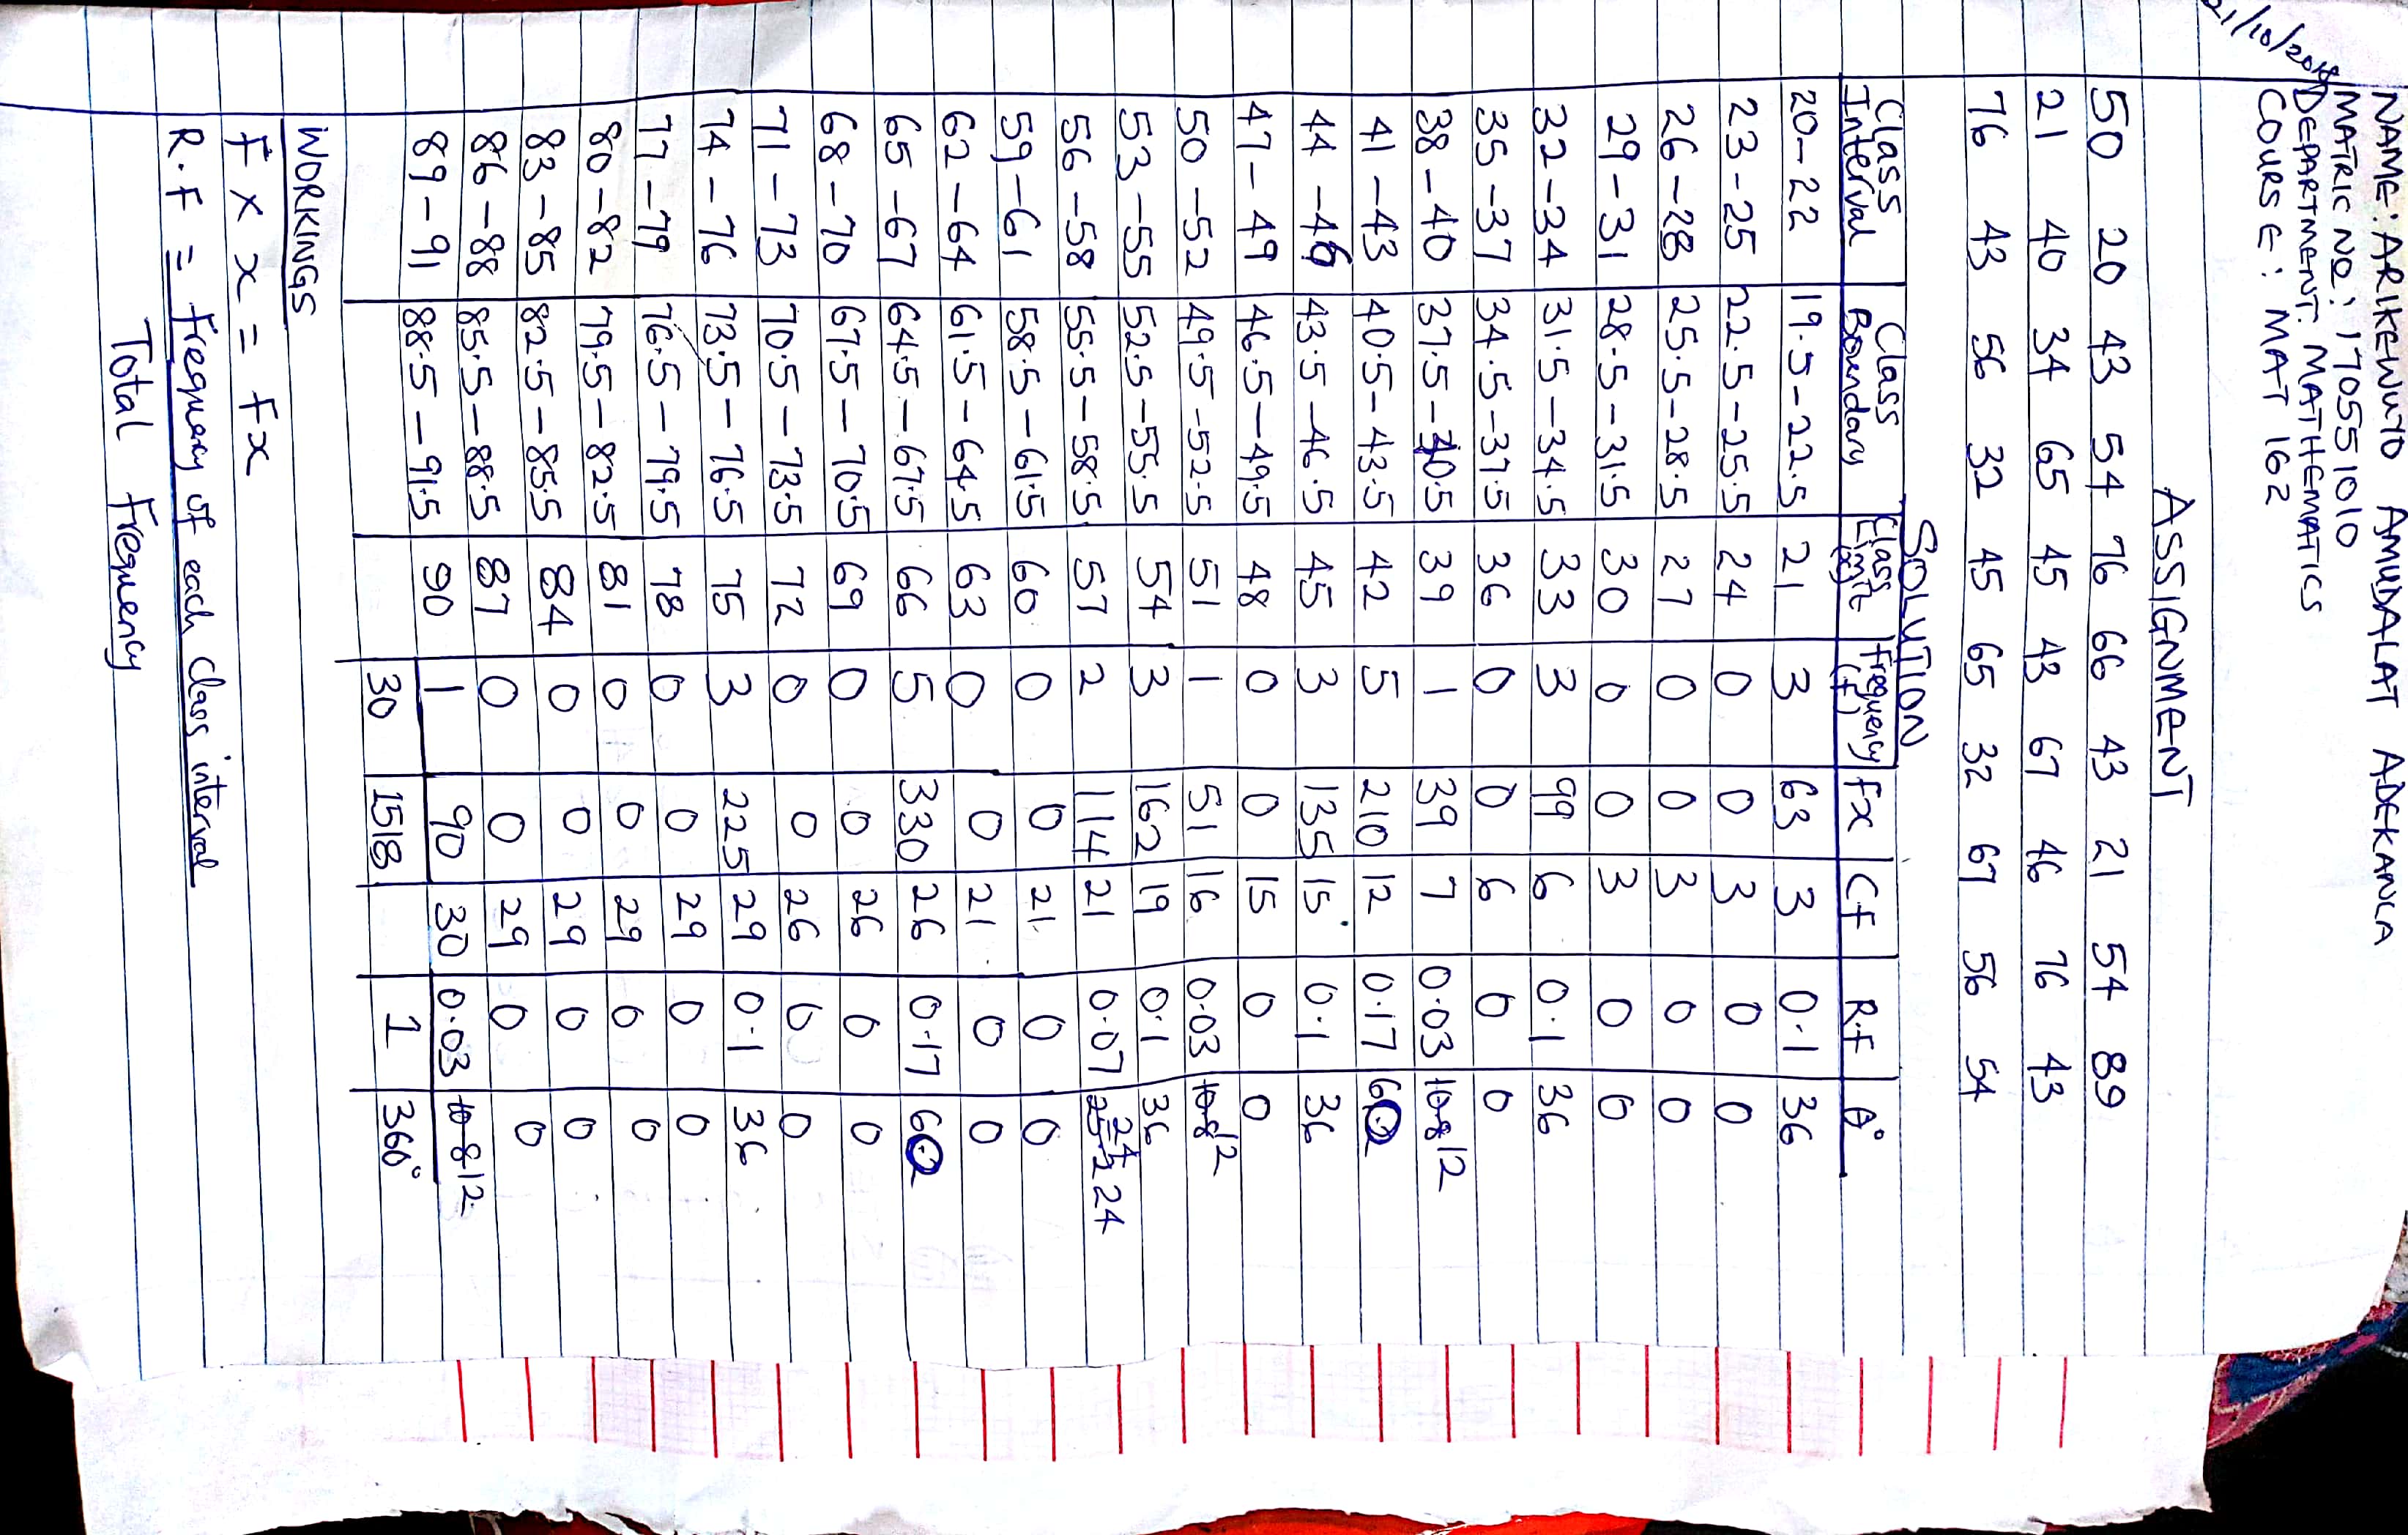 21/10/2018
NAME: ARIKEWUYO AMUDALAT ADEKANLA
MATRIC NO: 170551010
DEPARTMENT: MATHEMATICS
COURSE: MAT 162
ASSIGNMENT
50 20 43 54 76 66 43 21 54 89
21 40 34 65 45 43 67 46 76 43
76 43 56 32 45 65 32 67 56 54
SOLUTION
Class Interval Class Boundary Class Limit (x) Frequency (F) Fx CF R.F θ°
20-22 19.5-22.5 21 3 63 3 0.1 36
23-25 22.5-25.5 24 0 0 3 0 0
26-28 25.5-28.5 27 0 0 3 0 0
29-31 28.5-31.5 30 0 0 3 0 0
32-34 31.5-34.5 33 3 99 6 0.1 36
35-37 34.5-37.5 36 0 0 6 0 0
38-40 37.5-40.5 39 1 39 7 0.03 10.8 12
41-43 40.5-43.5 42 5 210 12 0.17 60
44-46 43.5-46.5 45 3 135 15 0.1 36
47-49 46.5-49.5 48 0 0 15 0 0
50-52 49.5-52.5 51 1 51 16 0.03 10.8 12
53-55 52.5-55.5 54 3 162 19 0.1 36
56-58 55.5-58.5 57 2 114 21 0.07 24 24
59-61 58.5-61.5 60 0 0 21 0 0
62-64 61.5-64.5 63 0 0 21 0 0
65-67 64.5-67.5 66 5 330 26 0.17 60
68-70 67.5-70.5 69 0 0 26 0 0
71-73 70.5-73.5 72 0 0 26 0 0
74-76 73.5-76.5 75 3 225 29 0.1 36
77-79 76.5-79.5 78 0 0 29 0 0
80-82 79.5-82.5 81 0 0 29 0 0
83-85 82.5-85.5 84 0 0 29 0 0
86-88 85.5-88.5 87 0 0 29 0 0
89-91 88.5-91.5 90 1 90 30 0.03 10.8 12
30 1518 1 360°
WORKINGS
F × x = Fx
R.F = Frequency of each class interval
Total Frequency